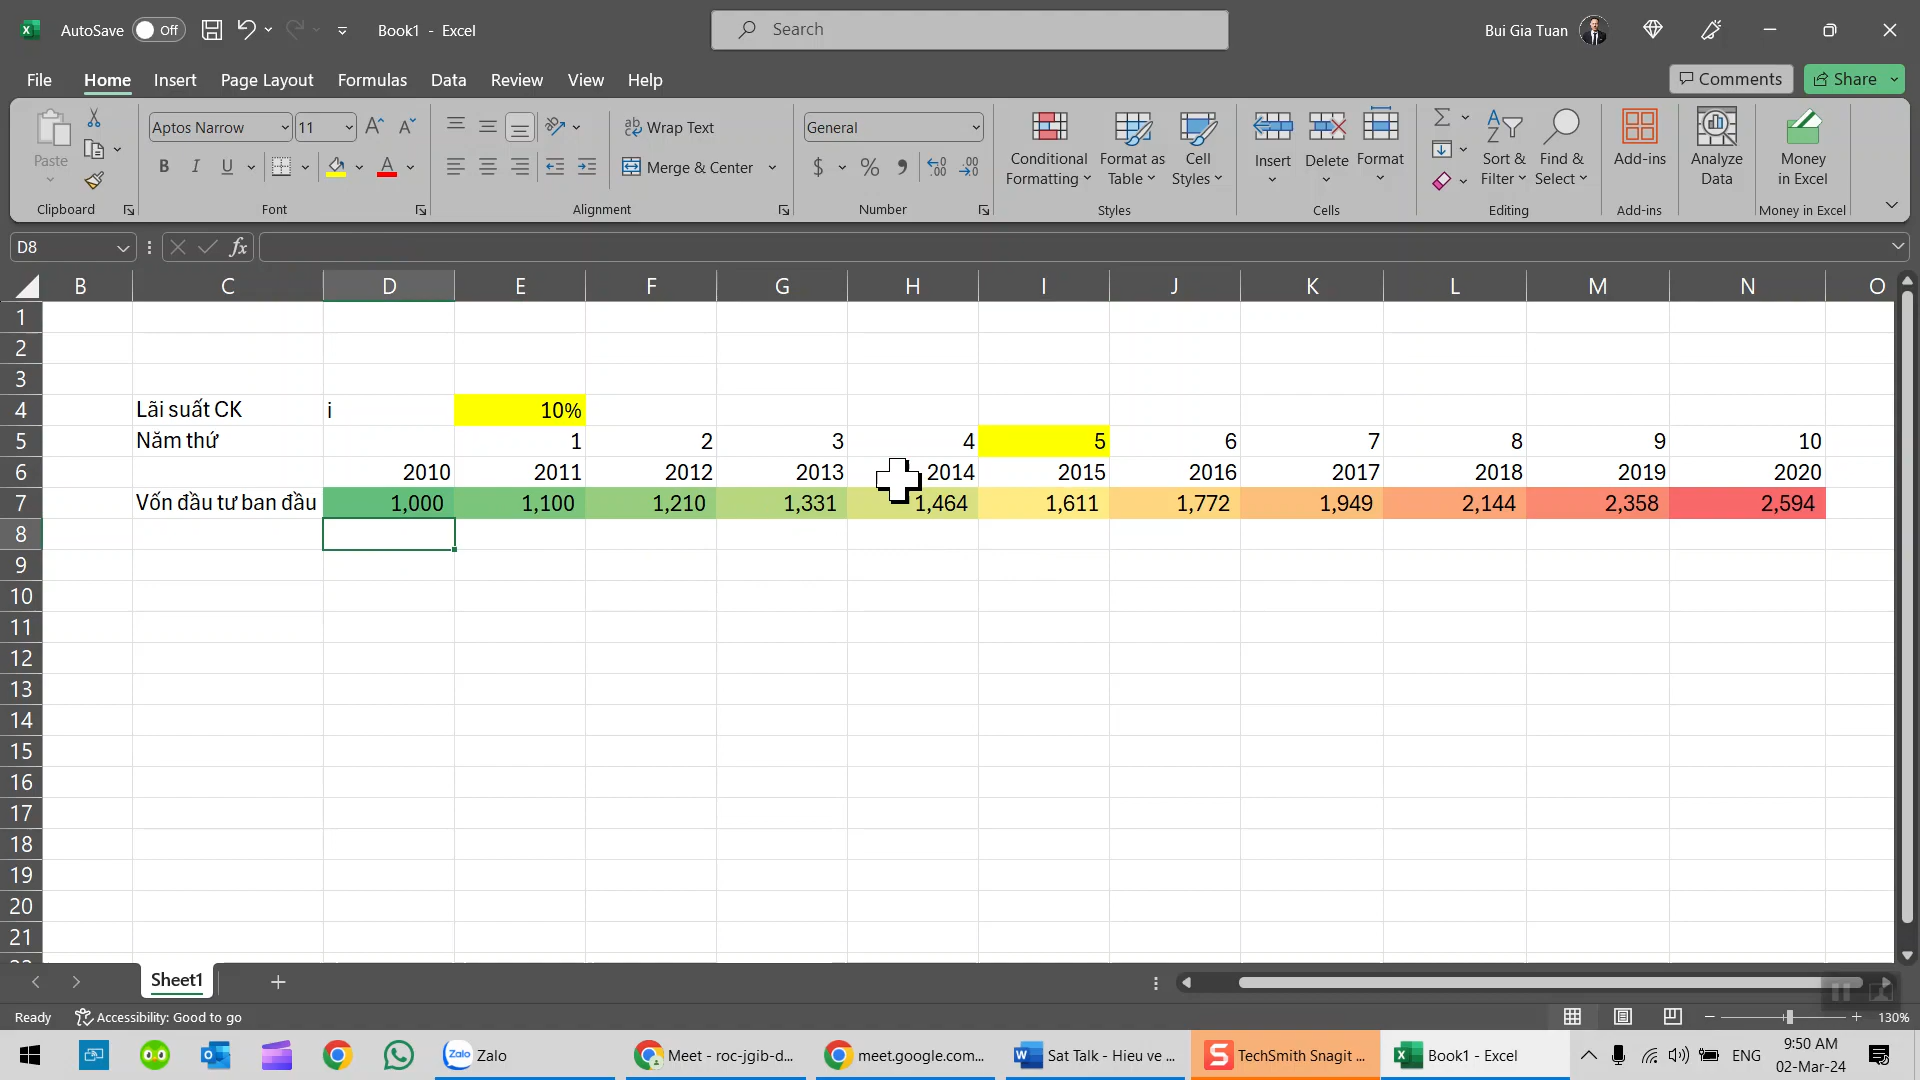 AutoSave Off Book1 - Excel Search Bui Gia Tuan
File Home Insert Page Layout Formulas Data Review View Help Comments Share
Paste Aptos Narrow 11 Wrap Text General Conditional Formatting Format as Table Cell Styles Insert Delete Format Sort & Filter Find & Select Add-ins Analyze Data Money in Excel
B I U Merge & Center $ %
Clipboard Font Alignment Number Styles Cells Editing Add-ins Money in Excel
D8 fx
B C D E F G H I J K L M N O
1
2
3
4 Lãi suất CK i 10%
5 Năm thứ 1 2 3 4 5 6 7 8 9 10
6 2010 2011 2012 2013 2014 2015 2016 2017 2018 2019 2020
7 Vốn đầu tư ban đầu 1,000 1,100 1,210 1,331 1,464 1,611 1,772 1,949 2,144 2,358 2,594
8
9
10
11
12
13
14
15
16
17
18
19
20
21
Sheet1
Ready Accessibility: Good to go 130%
Zalo Meet - roc-jgib-d... meet.google.com... Sat Talk - Hieu ve ... TechSmith Snagit ... Book1 - Excel ENG 9:50 AM
02-Mar-24